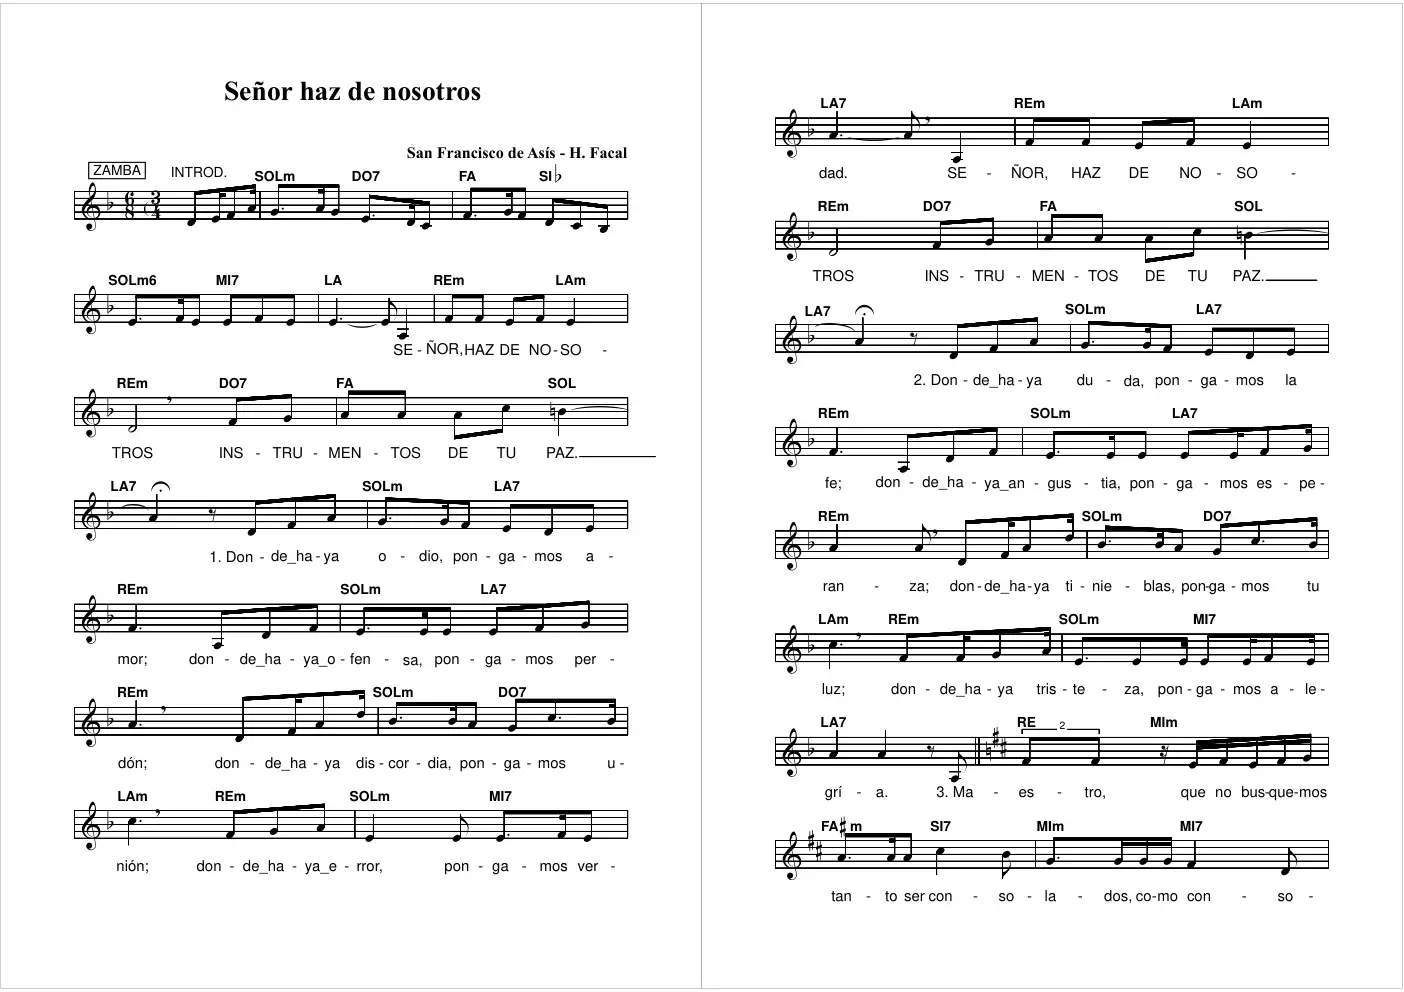 Señor haz de nosotros
San Francisco de Asís - H. Facal
ZAMBA INTROD.
SOLm DO7 FA SI♭
6 3
8 (4
SOLm6 MI7 LA REm LAm
SE - ÑOR, HAZ DE NO - SO -
REm DO7 FA SOL
TROS INS - TRU - MEN - TOS DE TU PAZ.
LA7 SOLm LA7
1. Don - de_ha - ya o - dio, pon - ga - mos a -
REm SOLm LA7
mor; don - de_ha - ya_o - fen - sa, pon - ga - mos per -
REm SOLm DO7
dón; don - de_ha - ya dis - cor - dia, pon - ga - mos u -
LAm REm SOLm MI7
nión; don - de_ha - ya_e - rror, pon - ga - mos ver -
LA7 REm LAm
dad. SE - ÑOR, HAZ DE NO - SO -
REm DO7 FA SOL
TROS INS - TRU - MEN - TOS DE TU PAZ.
LA7 SOLm LA7
2. Don - de_ha - ya du - da, pon - ga - mos la
REm SOLm LA7
fe; don - de_ha - ya_an - gus - tia, pon - ga - mos es - pe -
REm SOLm DO7
ran - za; don - de_ha - ya ti - nie - blas, pon - ga - mos tu
LAm REm SOLm MI7
luz; don - de_ha - ya tris - te - za, pon - ga - mos a - le -
LA7 RE 2 MIm
grí - a. 3. Ma - es - tro, que no bus - que - mos
FA♯m SI7 MIm MI7
tan - to ser con - so - la - dos, co - mo con - so -